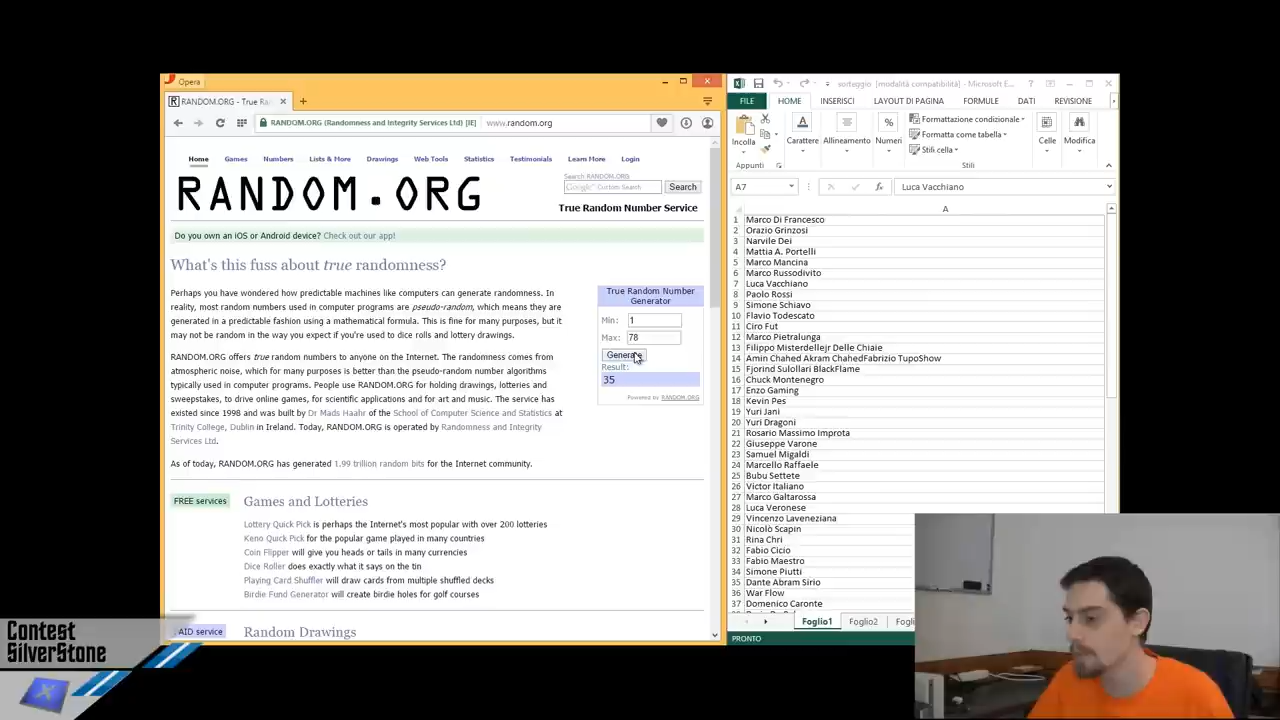 Opera
RANDOM.ORG - True Ra
RANDOM.ORG (Randomness and Integrity Services Ltd) [IE]
www.random.org
Home Games Numbers Lists & More Drawings Web Tools Statistics Testimonials Learn More Login
RANDOM.ORG
Search RANDOM.ORG
Google Custom Search
Search
True Random Number Service
Do you own an iOS or Android device? Check out our app!
What's this fuss about true randomness?
Perhaps you have wondered how predictable machines like computers can generate randomness. In
reality, most random numbers used in computer programs are pseudo-random, which means they are
generated in a predictable fashion using a mathematical formula. This is fine for many purposes, but it
may not be random in the way you expect if you're used to dice rolls and lottery drawings.
RANDOM.ORG offers true random numbers to anyone on the Internet. The randomness comes from
atmospheric noise, which for many purposes is better than the pseudo-random number algorithms
typically used in computer programs. People use RANDOM.ORG for holding drawings, lotteries and
sweepstakes, to drive online games, for scientific applications and for art and music. The service has
existed since 1998 and was built by Dr Mads Haahr of the School of Computer Science and Statistics at
Trinity College, Dublin in Ireland. Today, RANDOM.ORG is operated by Randomness and Integrity
Services Ltd.
As of today, RANDOM.ORG has generated 1.99 trillion random bits for the Internet community.
True Random Number
Generator
Min: 1
Max: 78
Generate
Result:
35
Powered by RANDOM.ORG
FREE services
Games and Lotteries
Lottery Quick Pick is perhaps the Internet's most popular with over 200 lotteries
Keno Quick Pick for the popular game played in many countries
Coin Flipper will give you heads or tails in many currencies
Dice Roller does exactly what it says on the tin
Playing Card Shuffler will draw cards from multiple shuffled decks
Birdie Fund Generator will create birdie holes for golf courses
AID service
Random Drawings
sorteggio [modalità compatibilità] - Microsoft E...
FILE HOME INSERISCI LAYOUT DI PAGINA FORMULE DATI REVISIONE
Incolla
Carattere
Allineamento
Numeri
Formattazione condizionale
Formatta come tabella
Stili cella
Celle
Modifica
Appunti
Stili
A7
fx
Luca Vacchiano
A
1 Marco Di Francesco
2 Orazio Grinzosi
3 Narvile Dei
4 Mattia A. Portelli
5 Marco Mancina
6 Marco Russodivito
7 Luca Vacchiano
8 Paolo Rossi
9 Simone Schiavo
10 Flavio Todescato
11 Ciro Fut
12 Marco Pietralunga
13 Filippo Misterdellejr Delle Chiaie
14 Amin Chahed Akram ChahedFabrizio TupoShow
15 Fjorind Sulollari BlackFlame
16 Chuck Montenegro
17 Enzo Gaming
18 Kevin Pes
19 Yuri Jani
20 Yuri Dragoni
21 Rosario Massimo Improta
22 Giuseppe Varone
23 Samuel Migaldi
24 Marcello Raffaele
25 Bubu Settete
26 Victor Italiano
27 Marco Galtarossa
28 Luca Veronese
29 Vincenzo Laveneziana
30 Nicolò Scapin
31 Rina Chri
32 Fabio Cicio
33 Fabio Maestro
34 Simone Piutti
35 Dante Abram Sirio
36 War Flow
37 Domenico Caronte
Foglio1 Foglio2 Fogli
PRONTO
Contest
SilverStone